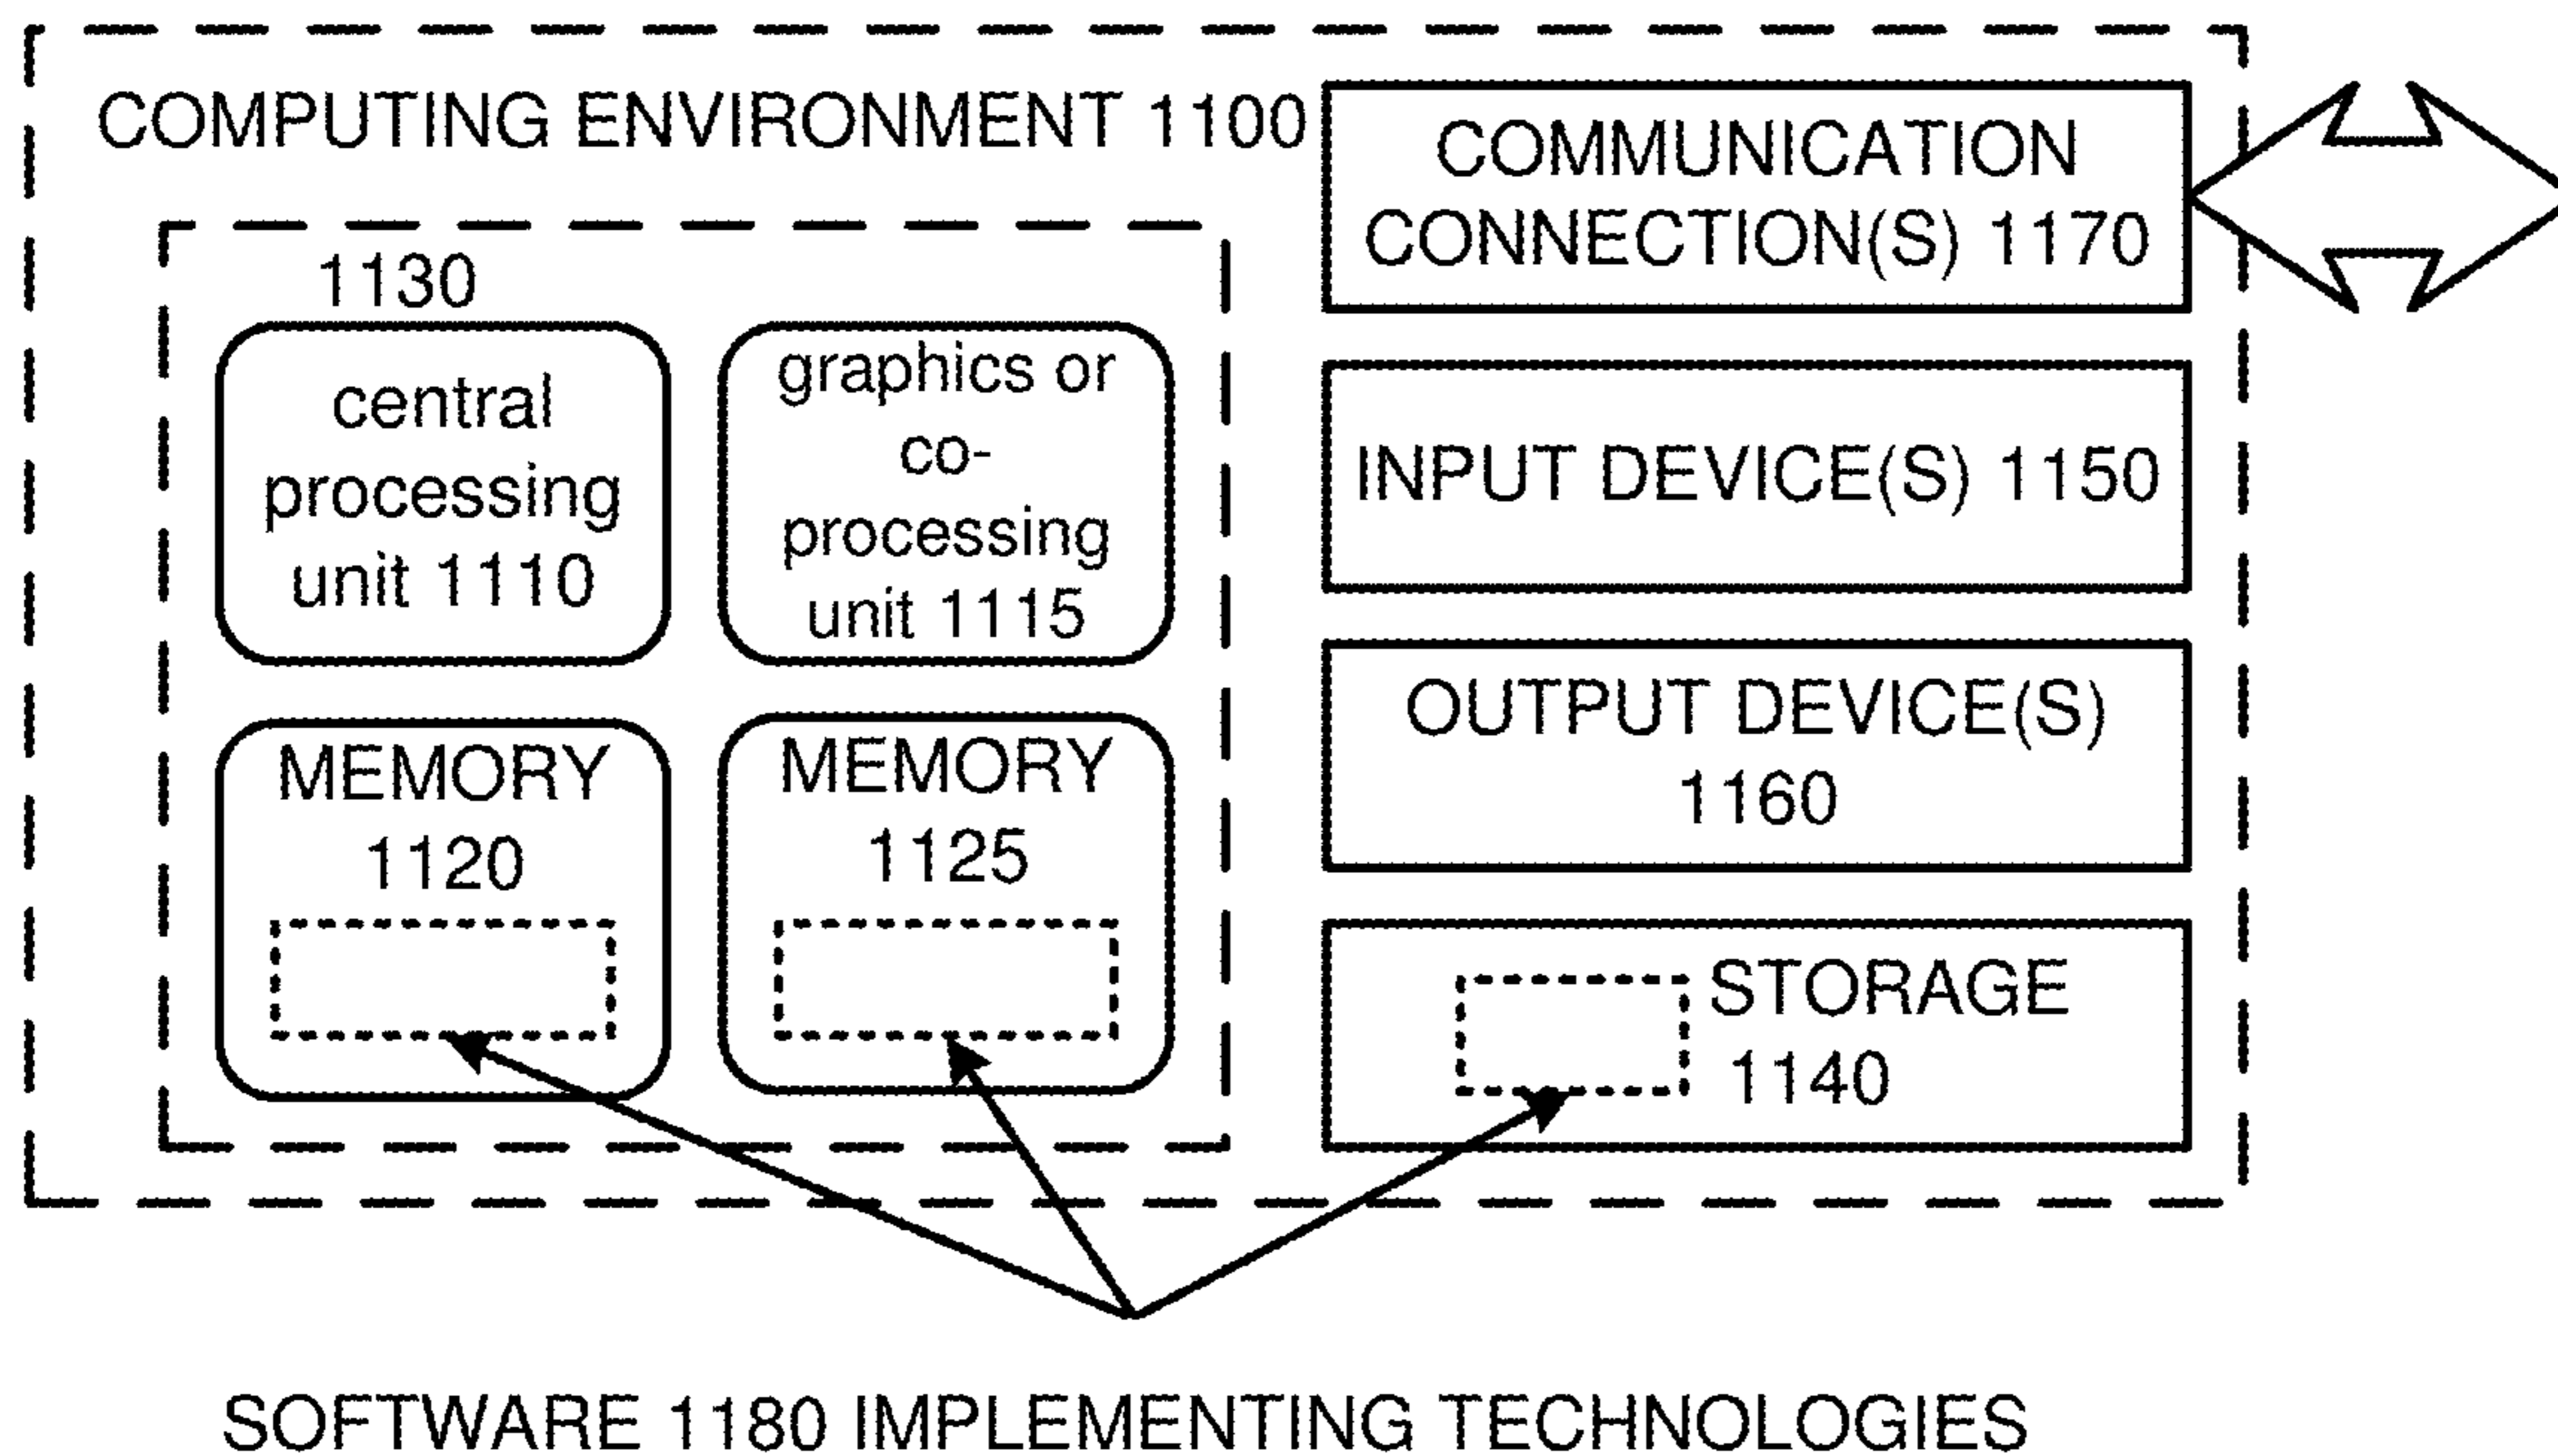 COMPUTING ENVIRONMENT 1100
1130
central
processing
unit 1110
graphics or
co-
processing
unit 1115
MEMORY
1120
MEMORY
1125
COMMUNICATION
CONNECTION(S) 1170
INPUT DEVICE(S) 1150
OUTPUT DEVICE(S)
1160
STORAGE
1140
SOFTWARE 1180 IMPLEMENTING TECHNOLOGIES